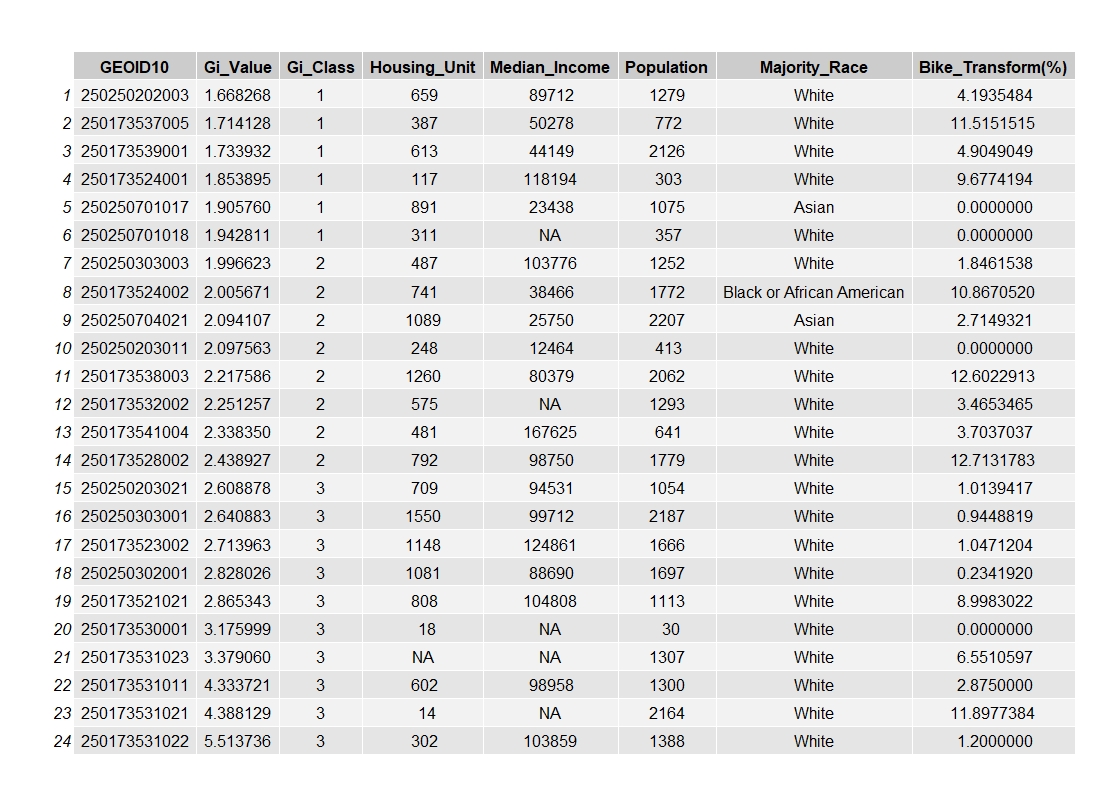 GEOID10 Gi_Value Gi_Class Housing_Unit Median_Income Population Majority_Race Bike_Transform(%)
1 250250202003 1.668268 1 659 89712 1279 White 4.1935484
2 250173537005 1.714128 1 387 50278 772 White 11.5151515
3 250173539001 1.733932 1 613 44149 2126 White 4.9049049
4 250173524001 1.853895 1 117 118194 303 White 9.6774194
5 250250701017 1.905760 1 891 23438 1075 Asian 0.0000000
6 250250701018 1.942811 1 311 NA 357 White 0.0000000
7 250250303003 1.996623 2 487 103776 1252 White 1.8461538
8 250173524002 2.005671 2 741 38466 1772 Black or African American 10.8670520
9 250250704021 2.094107 2 1089 25750 2207 Asian 2.7149321
10 250250203011 2.097563 2 248 12464 413 White 0.0000000
11 250173538003 2.217586 2 1260 80379 2062 White 12.6022913
12 250173532002 2.251257 2 575 NA 1293 White 3.4653465
13 250173541004 2.338350 2 481 167625 641 White 3.7037037
14 250173528002 2.438927 2 792 98750 1779 White 12.7131783
15 250250203021 2.608878 3 709 94531 1054 White 1.0139417
16 250250303001 2.640883 3 1550 99712 2187 White 0.9448819
17 250173523002 2.713963 3 1148 124861 1666 White 1.0471204
18 250250302001 2.828026 3 1081 88690 1697 White 0.2341920
19 250173521021 2.865343 3 808 104808 1113 White 8.9983022
20 250173530001 3.175999 3 18 NA 30 White 0.0000000
21 250173531023 3.379060 3 NA NA 1307 White 6.5510597
22 250173531011 4.333721 3 602 98958 1300 White 2.8750000
23 250173531021 4.388129 3 14 NA 2164 White 11.8977384
24 250173531022 5.513736 3 302 103859 1388 White 1.2000000